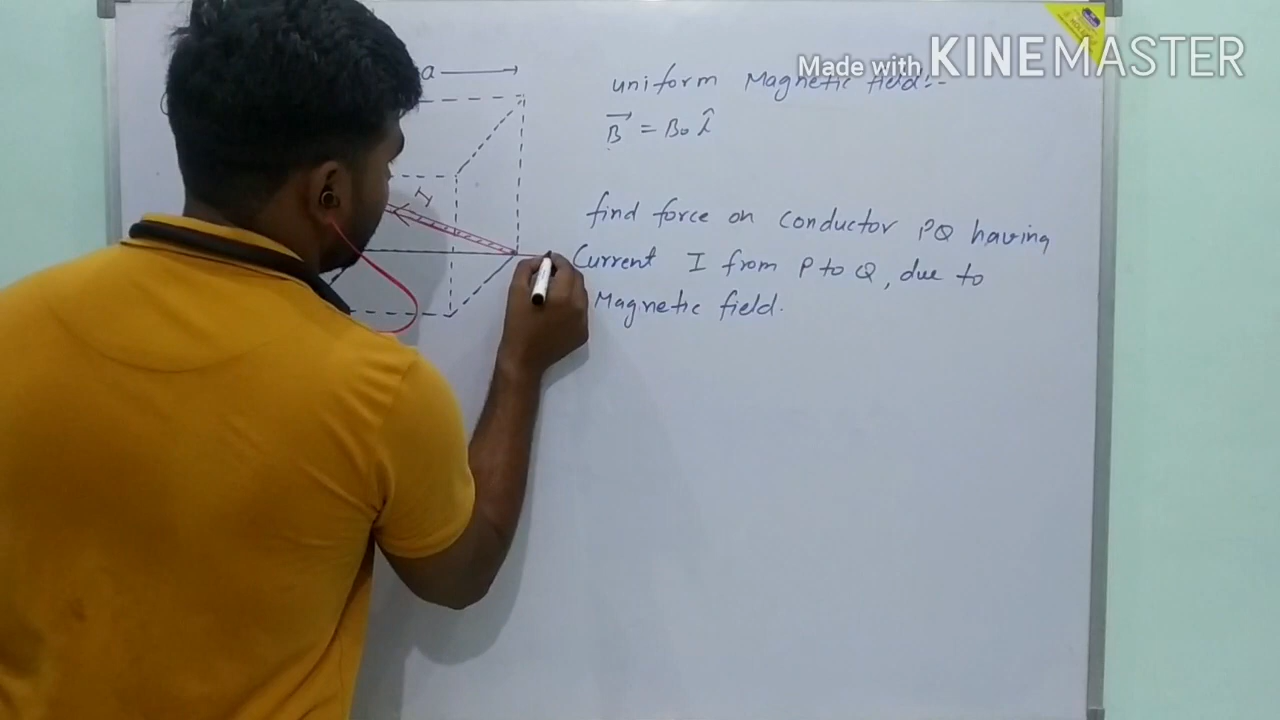 Made with KINEMASTER
a
uniform Magnetic field:-
B⃗ = B₀ î
I
find force on conductor PQ having
Current I from P to Q, due to
Magnetic field.